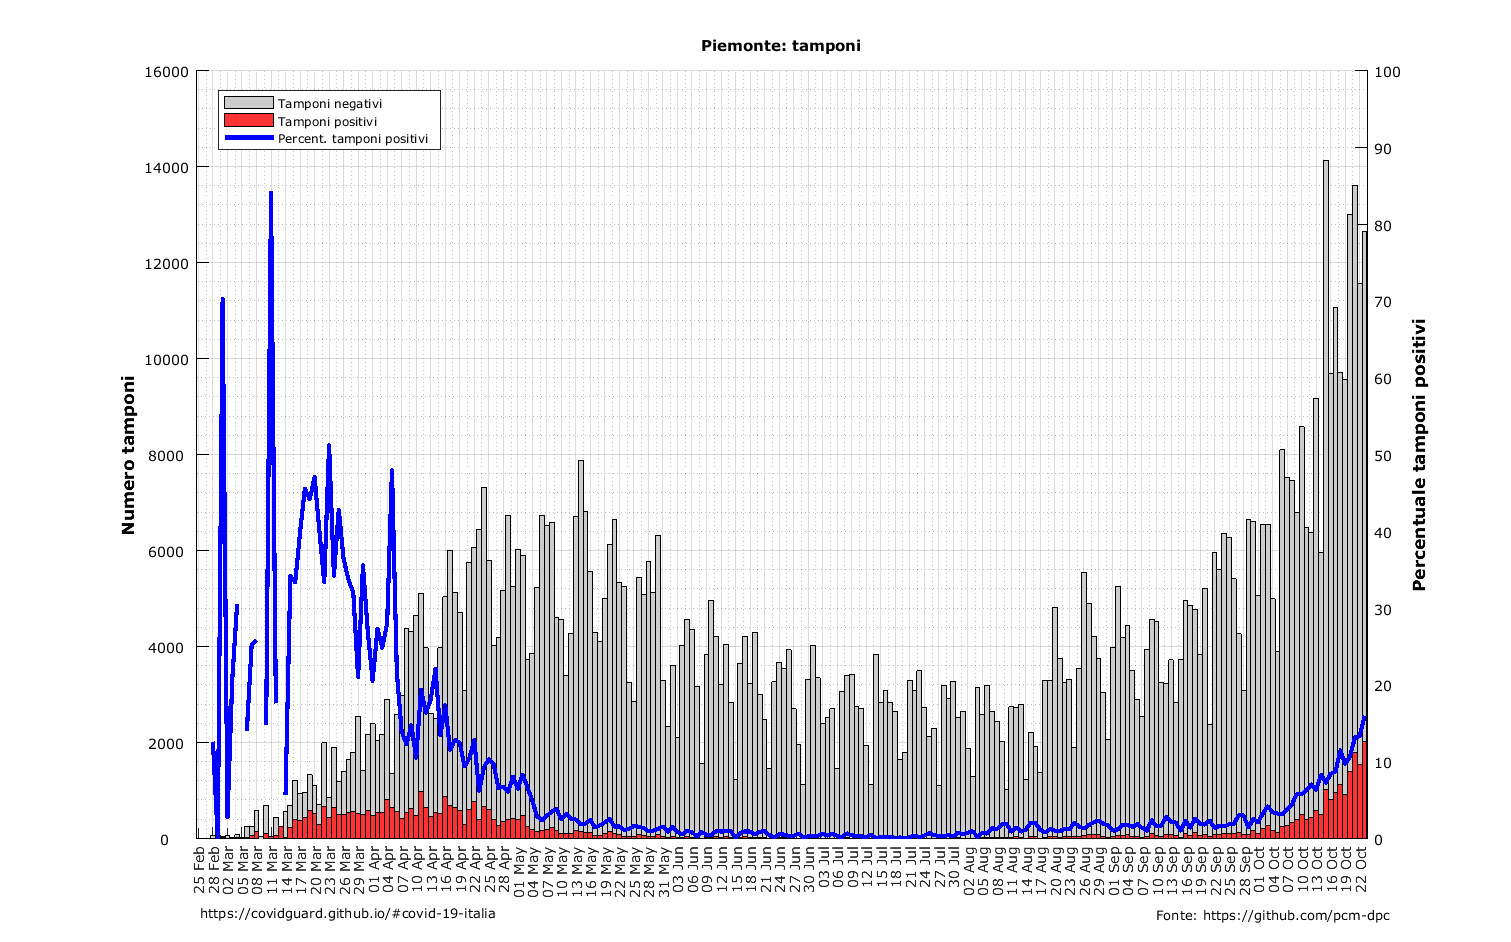 Piemonte: tamponi
16000
14000
12000
10000
8000
6000
4000
2000
0
Numero tamponi
Tamponi negativi
Tamponi positivi
Percent. tamponi positivi
100
90
80
70
60
50
40
30
20
10
0
Percentuale tamponi positivi
25 Feb
28 Feb
02 Mar
05 Mar
08 Mar
11 Mar
14 Mar
17 Mar
20 Mar
23 Mar
26 Mar
29 Mar
01 Apr
04 Apr
07 Apr
10 Apr
13 Apr
16 Apr
19 Apr
22 Apr
25 Apr
28 Apr
01 May
04 May
07 May
10 May
13 May
16 May
19 May
22 May
25 May
28 May
31 May
03 Jun
06 Jun
09 Jun
12 Jun
15 Jun
18 Jun
21 Jun
24 Jun
27 Jun
30 Jun
03 Jul
06 Jul
09 Jul
12 Jul
15 Jul
18 Jul
21 Jul
24 Jul
27 Jul
30 Jul
02 Aug
05 Aug
08 Aug
11 Aug
14 Aug
17 Aug
20 Aug
23 Aug
26 Aug
29 Aug
01 Sep
04 Sep
07 Sep
10 Sep
13 Sep
16 Sep
19 Sep
22 Sep
25 Sep
28 Sep
01 Oct
04 Oct
07 Oct
10 Oct
13 Oct
16 Oct
19 Oct
22 Oct
https://covidguard.github.io/#covid-19-italia
Fonte: https://github.com/pcm-dpc